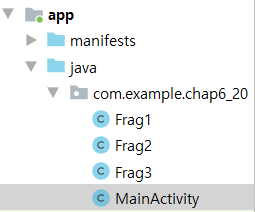 app
manifests
java
com.example.chap6_20
Frag1
Frag2
Frag3
MainActivity